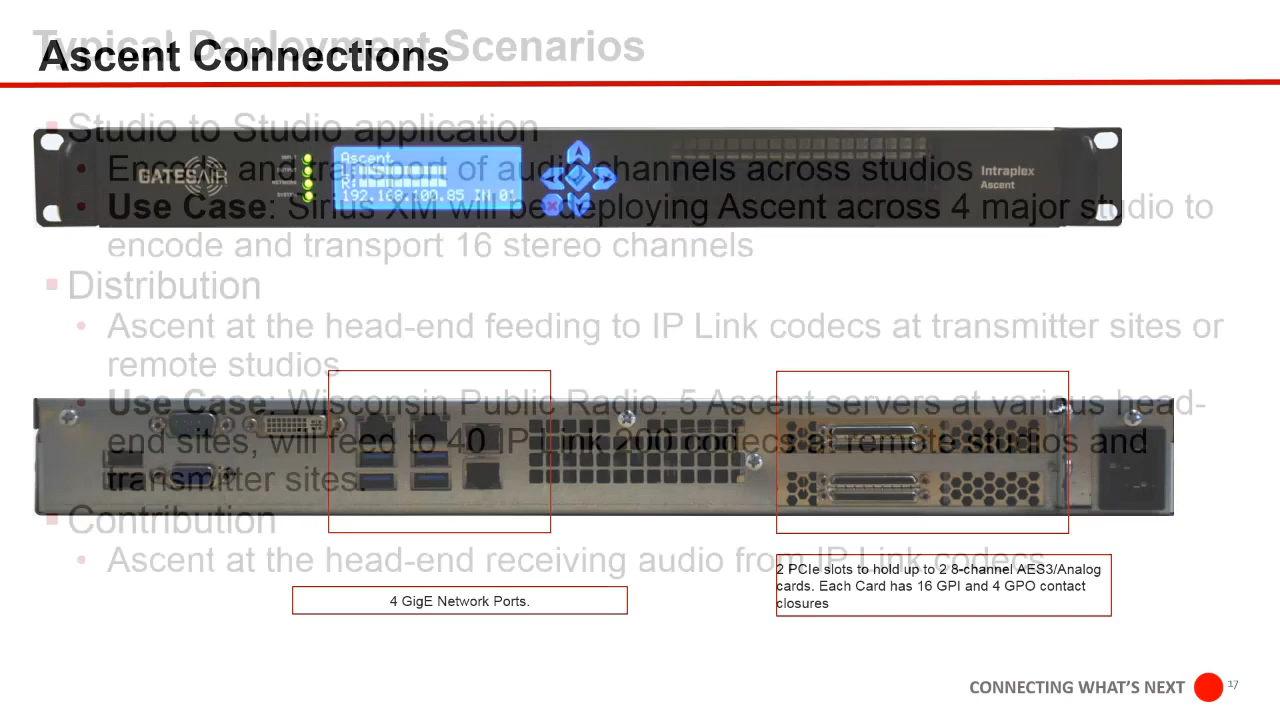 Typical Deployment Scenarios
Ascent Connections
Studio to Studio application
Encode and transport of audio channels across studios
Use Case: Sirius XM will be deploying Ascent across 4 major studio to
encode and transport 16 stereo channels
GATESAIR
INPUT
OUTPUT
NETWORK
SYSTEM
Ascent
L:
R:
192.168.100.85 IN 01
Intraplex
Ascent
Distribution
Ascent at the head-end feeding to IP Link codecs at transmitter sites or
remote studios
Use Case: Wisconsin Public Radio. 5 Ascent servers at various head-
end sites, will feed to 40 IP Link 200 codecs at remote studios and
transmitter sites.
Contribution
Ascent at the head-end receiving audio from IP Link codecs
4 GigE Network Ports.
2 PCIe slots to hold up to 2 8-channel AES3/Analog
cards. Each Card has 16 GPI and 4 GPO contact
closures
CONNECTING WHAT'S NEXT
17